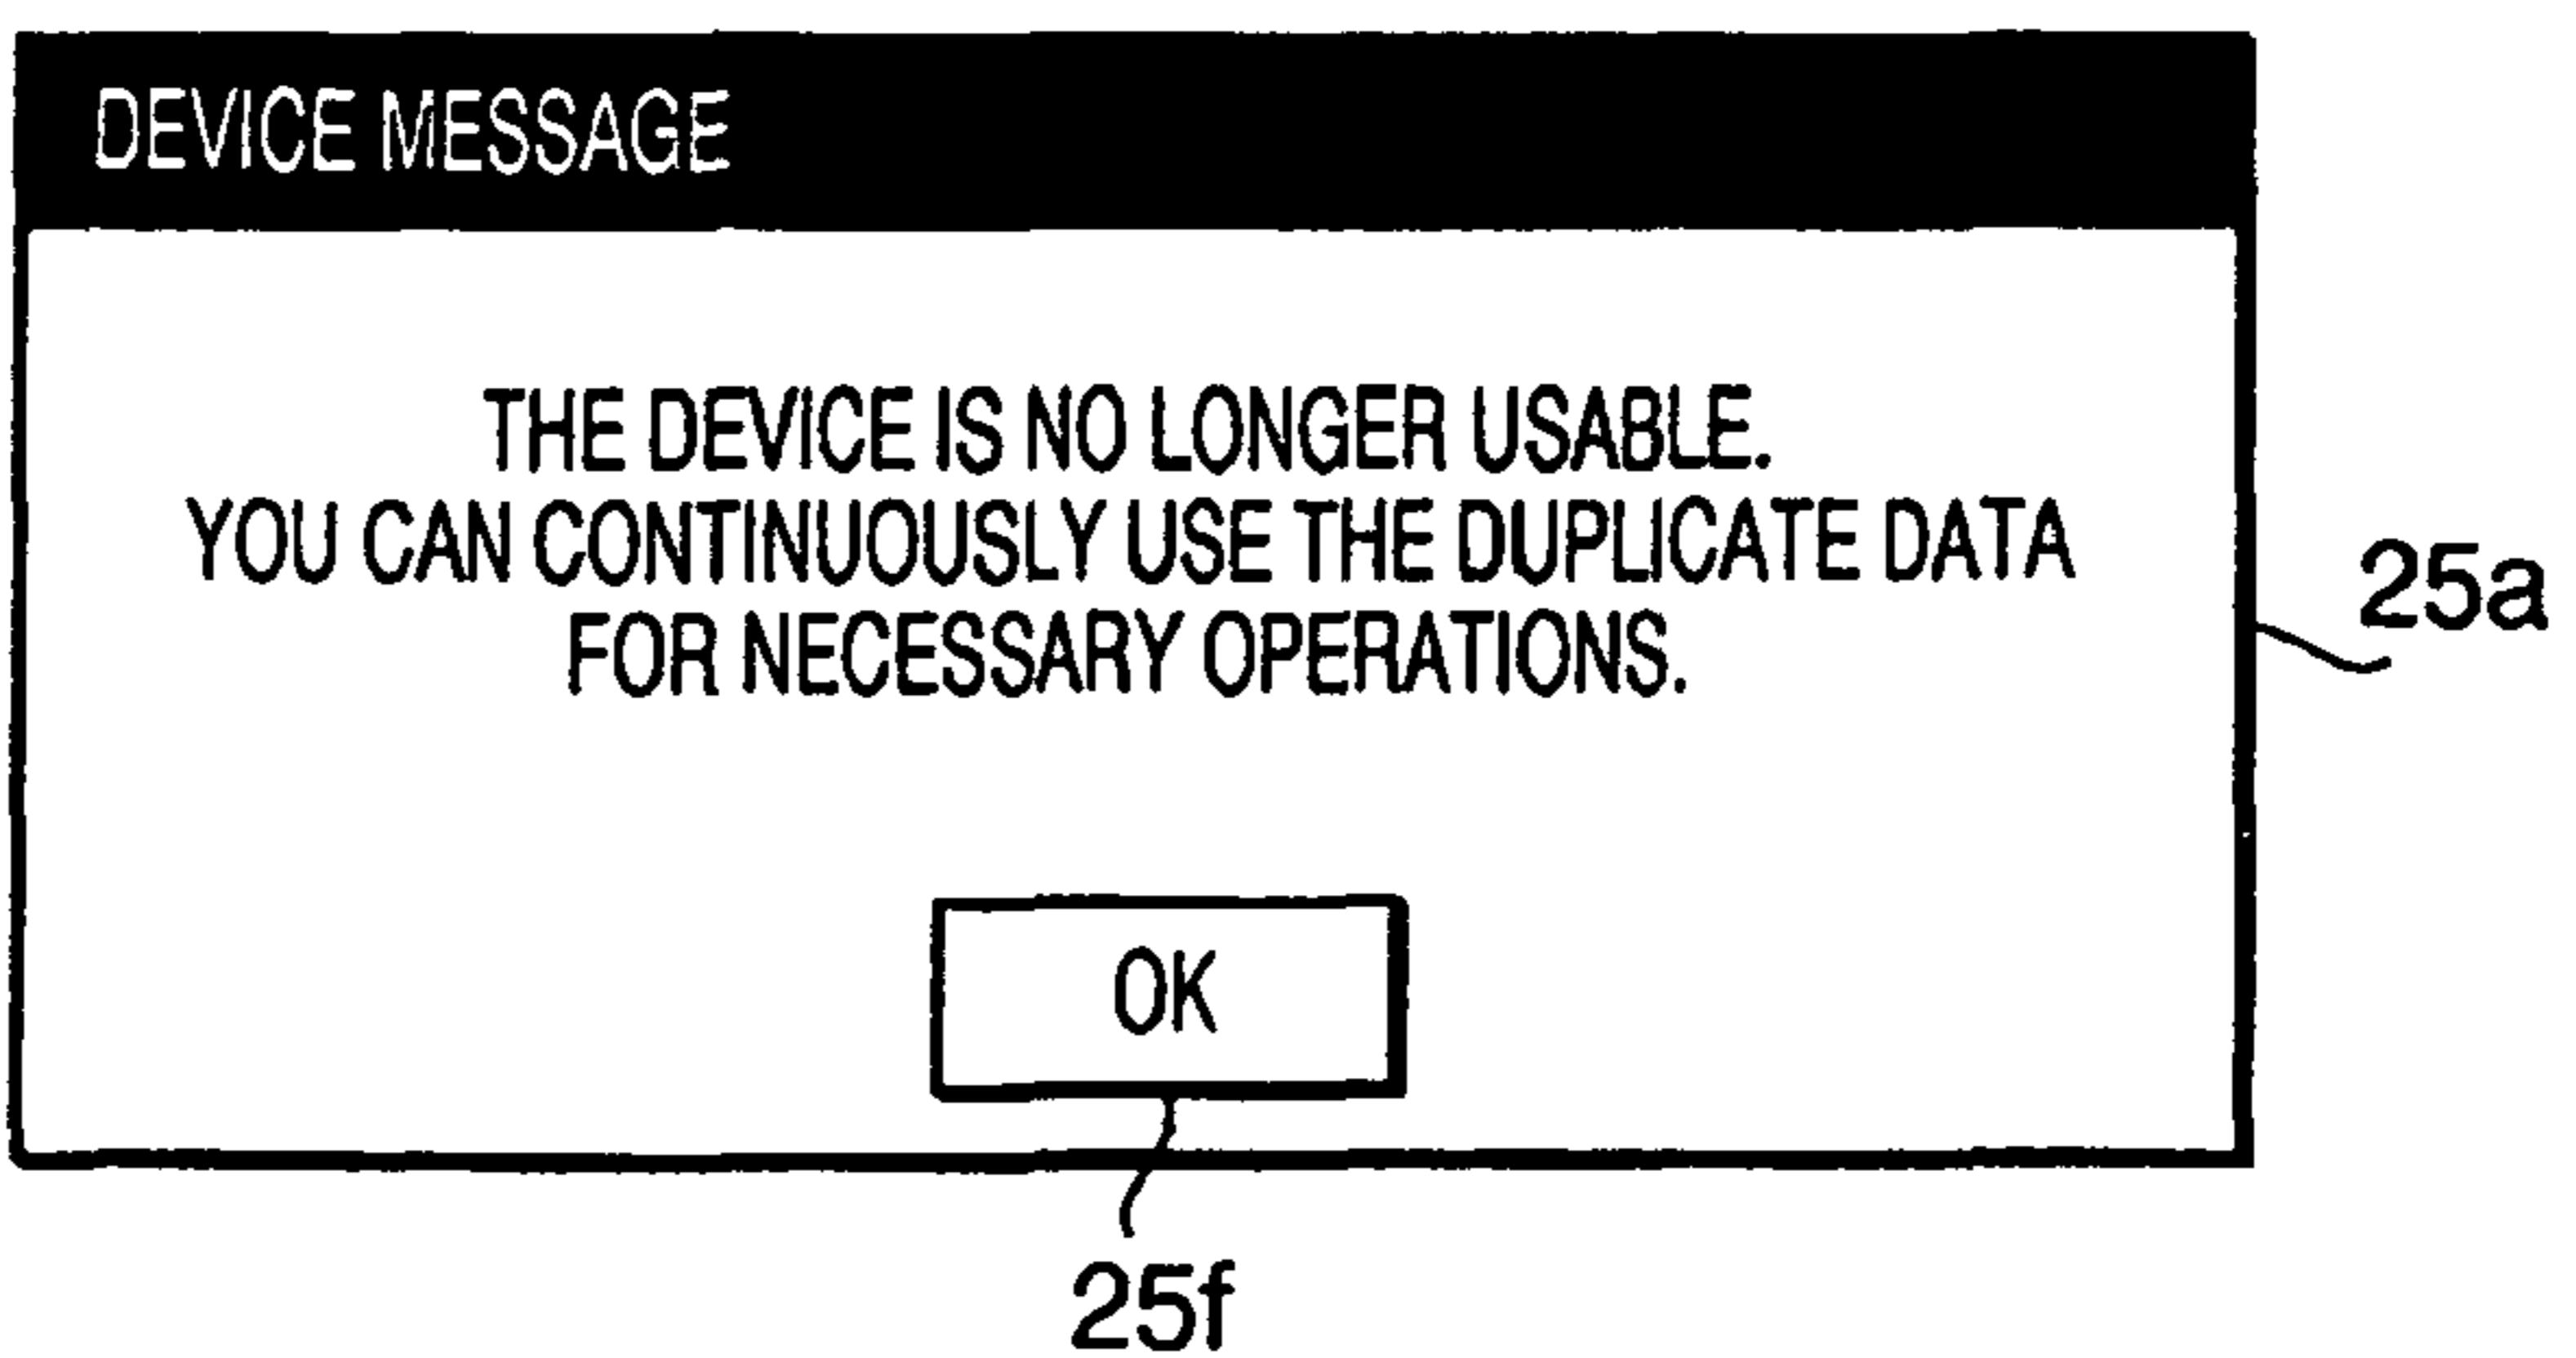 DEVICE MESSAGE
THE DEVICE IS NO LONGER USABLE.
YOU CAN CONTINUOUSLY USE THE DUPLICATE DATA
FOR NECESSARY OPERATIONS.
25a
OK
25f